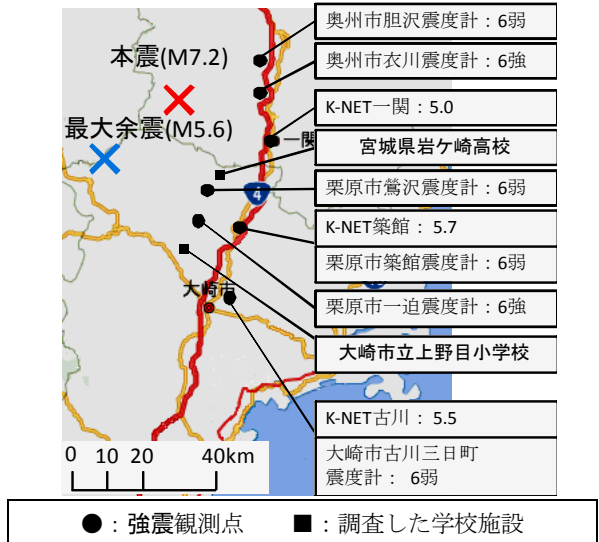 本震(M7.2)
最大余震(M5.6)
奥州市胆沢震度計：6弱
奥州市衣川震度計：6強
K-NET一関：5.0
一関
宮城県岩ケ崎高校
栗原市鶯沢震度計：6弱
4
K-NET築館： 5.7
栗原市築館震度計：6弱
大崎市
栗原市一迫震度計：6強
大崎市立上野目小学校
K-NET古川： 5.5
大崎市古川三日町
震度計： 6弱
0 10 20 40km
●：強震観測点 ■：調査した学校施設